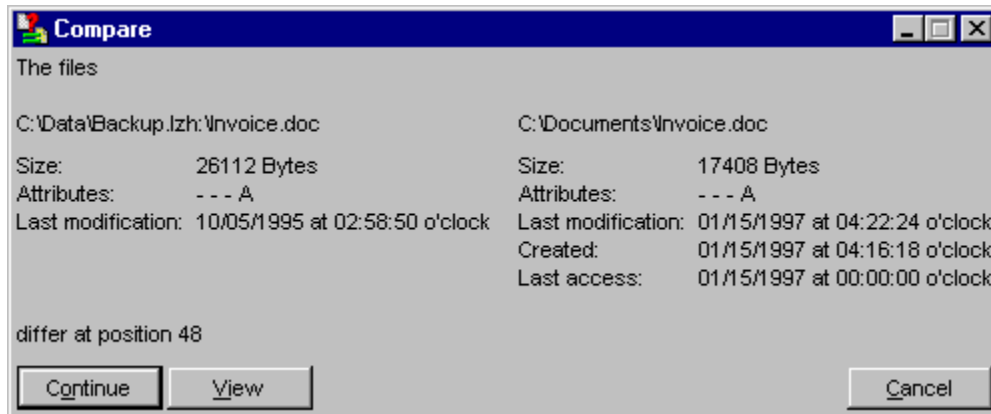 Compare
The files
C:\Data\Backup.lzh:\Invoice.doc C:\Documents\Invoice.doc
Size: 26112 Bytes Size: 17408 Bytes
Attributes: - - - A Attributes: - - - A
Last modification: 10/05/1995 at 02:58:50 o'clock Last modification: 01/15/1997 at 04:22:24 o'clock
Created: 01/15/1997 at 04:16:18 o'clock
Last access: 01/15/1997 at 00:00:00 o'clock
differ at position 48
Continue View Cancel